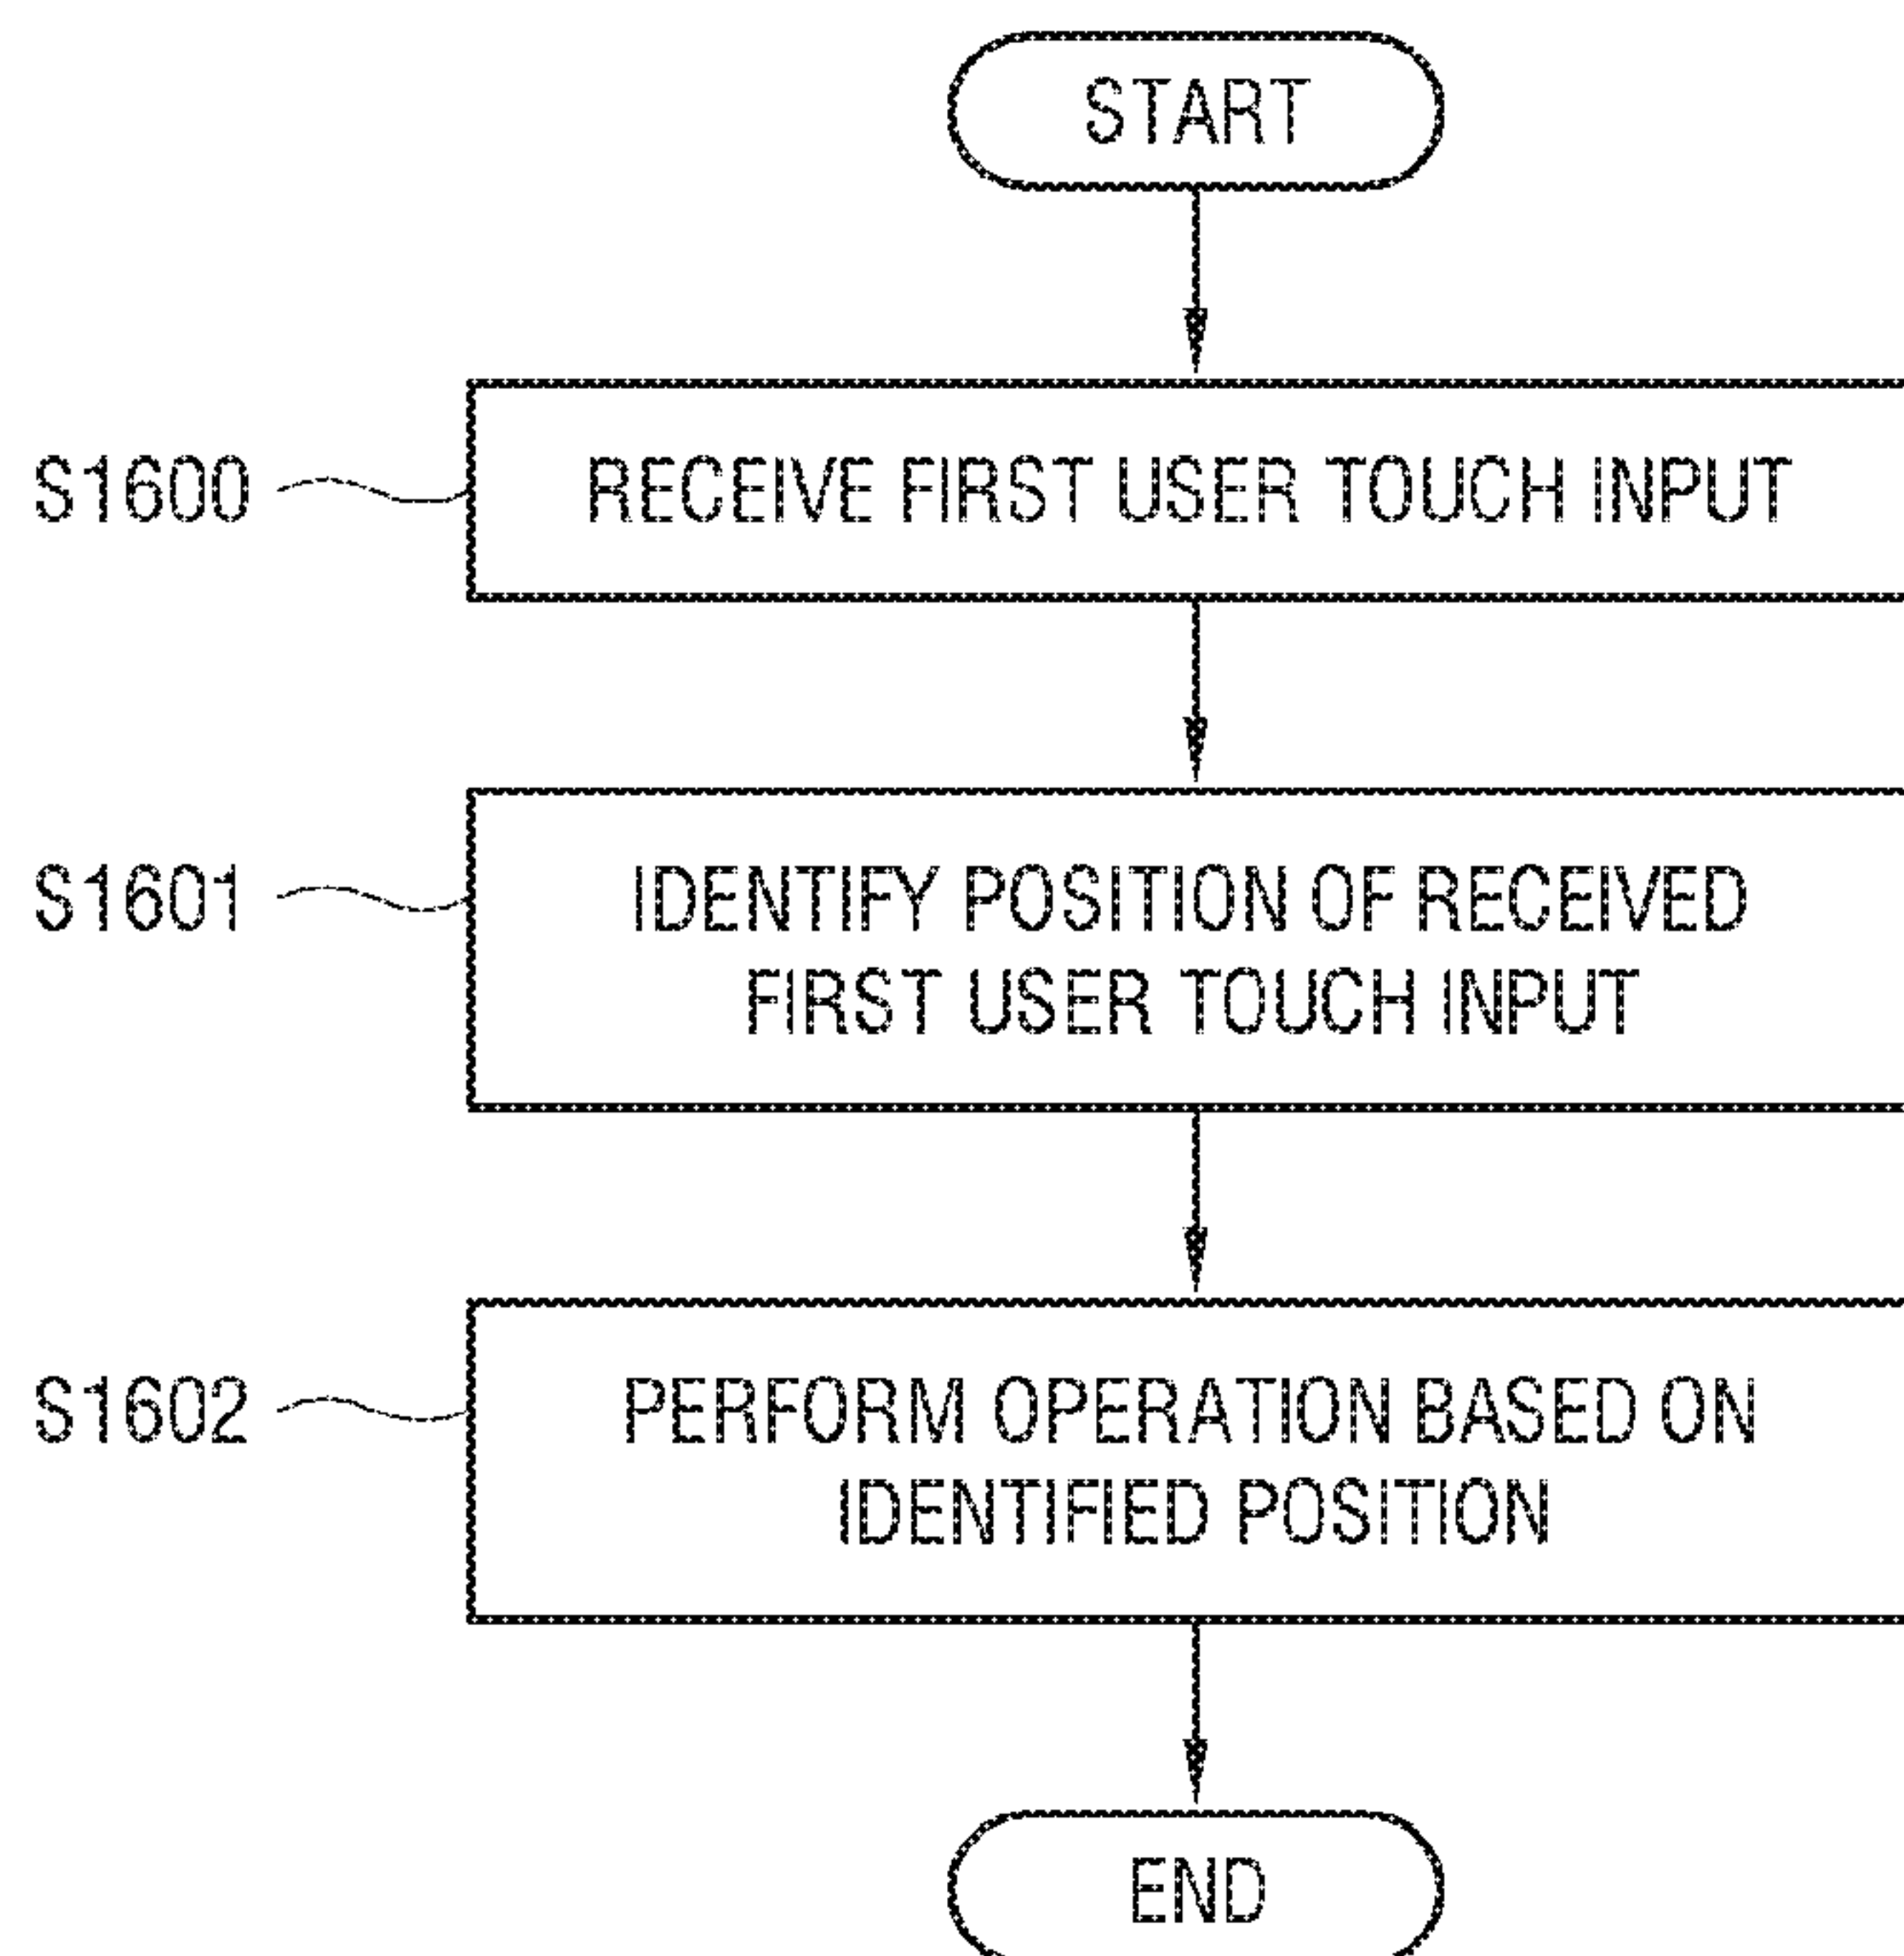 START
S1600
RECEIVE FIRST USER TOUCH INPUT
S1601
IDENTIFY POSITION OF RECEIVED
FIRST USER TOUCH INPUT
S1602
PERFORM OPERATION BASED ON
IDENTIFIED POSITION
END